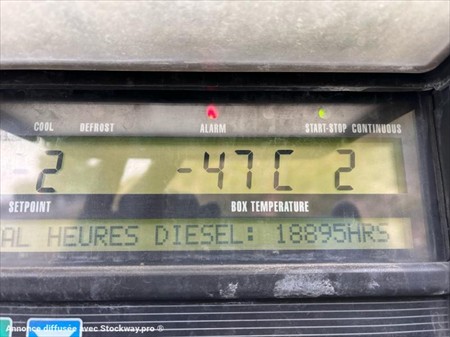 COOL DEFROST ALARM START-STOP CONTINUOUS
-2 -47C 2
SETPOINT BOX TEMPERATURE
AL HEURES DIESEL: 18895HRS
Annonce diffusée avec Stockway.pro ®